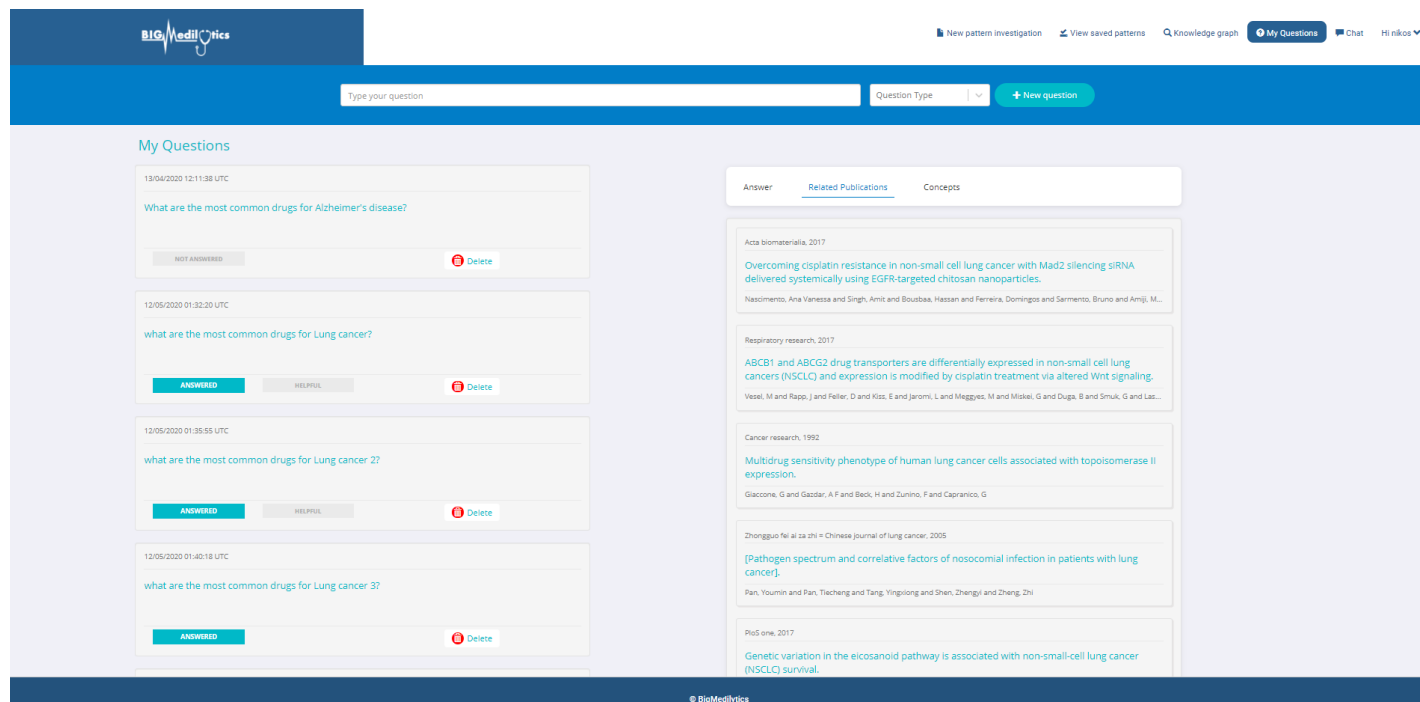 BIGMedilytics
New pattern investigation
View saved patterns
Knowledge graph
My Questions
Chat
Hi nikos
Type your question
Question Type
New question
My Questions
13/04/2020 12:11:38 UTC
What are the most common drugs for Alzheimer's disease?
NOT ANSWERED
Delete
12/05/2020 01:32:20 UTC
what are the most common drugs for Lung cancer?
ANSWERED
HELPFUL
Delete
12/05/2020 01:35:55 UTC
what are the most common drugs for Lung cancer 2?
ANSWERED
HELPFUL
Delete
12/05/2020 01:40:18 UTC
what are the most common drugs for Lung cancer 3?
ANSWERED
Delete
Answer
Related Publications
Concepts
Acta biomaterialia, 2017
Overcoming cisplatin resistance in non-small cell lung cancer with Mad2 silencing siRNA
delivered systemically using EGFR-targeted chitosan nanoparticles.
Nascimento, Ana Vanessa and Singh, Amit and Bousbaa, Hassan and Ferreira, Domingos and Sarmento, Bruno and Amiji, M...
Respiratory research, 2017
ABCB1 and ABCG2 drug transporters are differentially expressed in non-small cell lung
cancers (NSCLC) and expression is modified by cisplatin treatment via altered Wnt signaling.
Vesel, M and Rapp, J and Feller, D and Kiss, E and Jaromi, L and Meggyes, M and Miskei, G and Duga, B and Smuk, G and Las...
Cancer research, 1992
Multidrug sensitivity phenotype of human lung cancer cells associated with topoisomerase II
expression.
Giaccone, G and Gazdar, A F and Beck, H and Zunino, F and Capranico, G
Zhongguo fei ai za zhi = Chinese journal of lung cancer, 2005
[Pathogen spectrum and correlative factors of nosocomial infection in patients with lung
cancer].
Pan, Youmin and Pan, Tiecheng and Tang, Yingxiong and Shen, Zhengyi and Zheng, Zhi
PloS one, 2017
Genetic variation in the eicosanoid pathway is associated with non-small-cell lung cancer
(NSCLC) survival.
© BigMedilytics